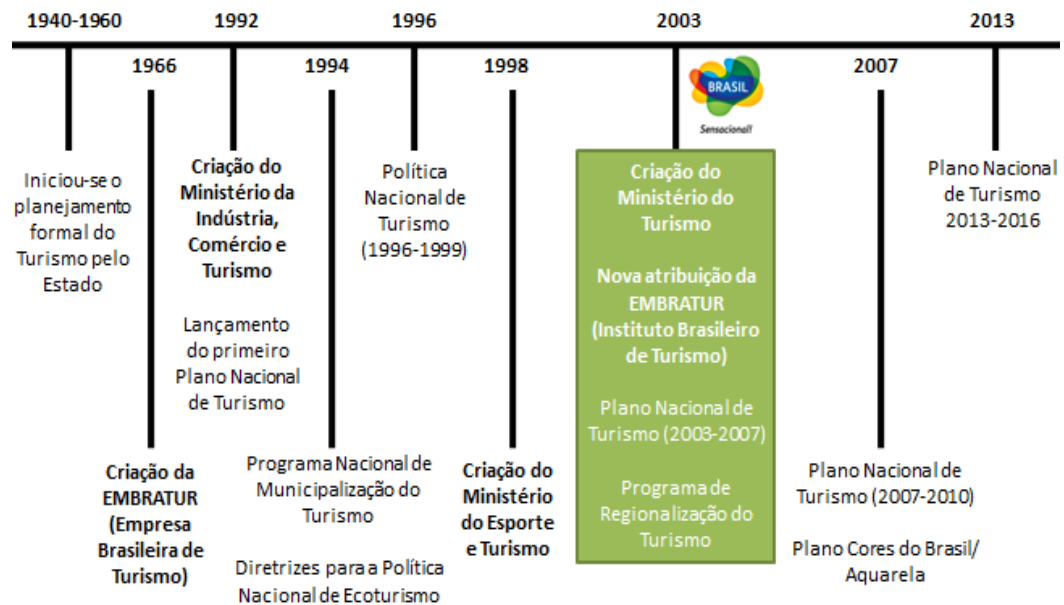 1940-1960
1992
1996
2003
2013
1966
1994
1998
2007
BRASIL
Sensacional!
Iniciou-se o
planejamento
formal do
Turismo pelo
Estado
Criação da
EMBRATUR
(Empresa
Brasileira de
Turismo)
Criação do
Ministério da
Indústria,
Comércio e
Turismo
Lançamento
do primeiro
Plano Nacional
de Turismo
Programa Nacional de
Municipalização do
Turismo
Diretrizes para a Política
Nacional de Ecoturismo
Política
Nacional de
Turismo
(1996-1999)
Criação do
Ministério
do Esporte
e Turismo
Criação do
Ministério do
Turismo
Nova atribuição da
EMBRATUR
(Instituto Brasileiro
de Turismo)
Plano Nacional de
Turismo (2003-2007)
Programa de
Regionalização do
Turismo
Plano Nacional de
Turismo (2007-2010)
Plano Cores do Brasil/
Aquarela
Plano Nacional
de Turismo
2013-2016